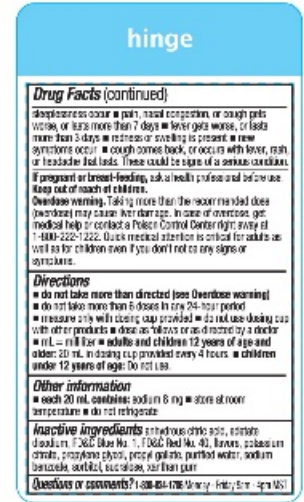 hinge
Drug Facts (continued)
sleeplessness occur ■ pain, nasal congestion, or cough gets
worse, or lasts more than 7 days ■ fever gets worse, or lasts
more than 3 days ■ redness or swelling is present ■ new
symptoms occur ■ cough comes back, or occurs with fever, rash,
or headache that lasts. These could be signs of a serious condition.
If pregnant or breast-feeding, ask a health professional before use.
Keep out of reach of children.
Overdose warning. Taking more than the recommended dose
(overdose) may cause liver damage. In case of overdose, get
medical help or contact a Poison Control Center right away at
1-800-222-1222. Quick medical attention is critical for adults as
well as for children even if you don't not ce any signs or
symptoms.
Directions
■ do not take more than directed (see Overdose warning)
■ do not take more than 6 doses in any 24-hour period
■ measure only with dosing cup provided ■ do not use dosing cup
with other products ■ dose as follows or as directed by a doctor
■ mL = milliliter ■ adults and children 12 years of age and
older: 20 mL in dosing cup provided every 4 hours ■ children
under 12 years of age: Do not use.
Other information
■ each 20 mL contains: sodium 8 mg ■ store at room
temperature ■ do not refrigerate
Inactive ingredients anhydrous citric acid, edetate
disodium, FD&C Blue No. 1, FD&C Red No. 40, flavors, potassium
citrate, propylene glycol, propyl gallate, purified water, sodium
benzoate, sorbitol, sucralose, xanthan gum
Questions or comments? Monday - Friday 9am - 4pm